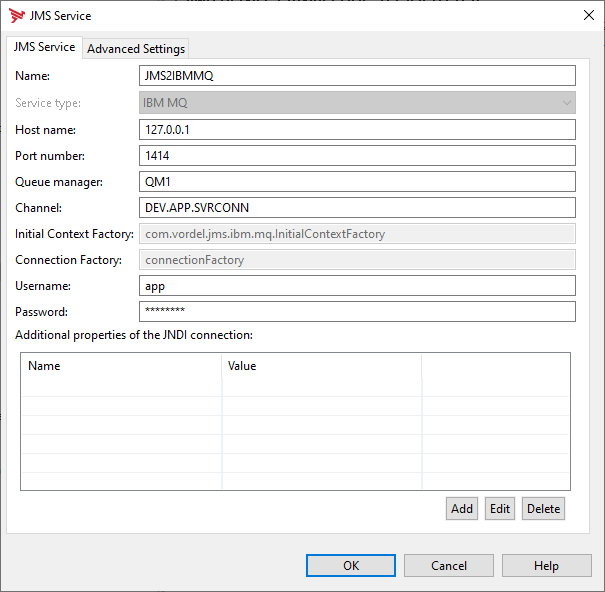 JMS Service
JMS Service Advanced Settings
Name: JMS2IBMMQ
Service type: IBM MQ
Host name: 127.0.0.1
Port number: 1414
Queue manager: QM1
Channel: DEV.APP.SVRCONN
Initial Context Factory: com.vordel.jms.ibm.mq.InitialContextFactory
Connection Factory: connectionFactory
Username: app
Password: ********
Additional properties of the JNDI connection:
Name Value
Add Edit Delete
OK Cancel Help